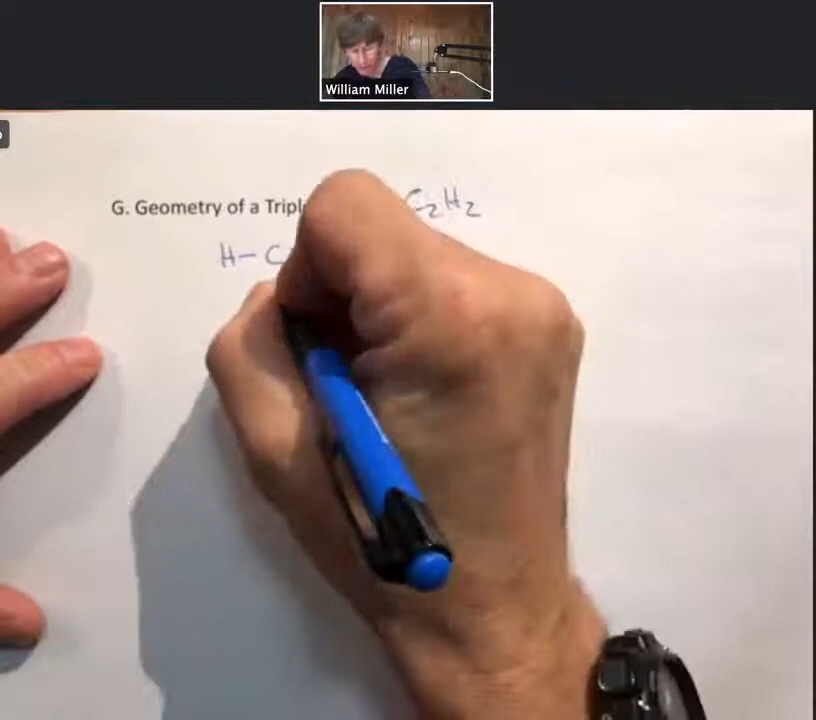 William Miller
G. Geometry of a Tripl C₂H₂
H- C